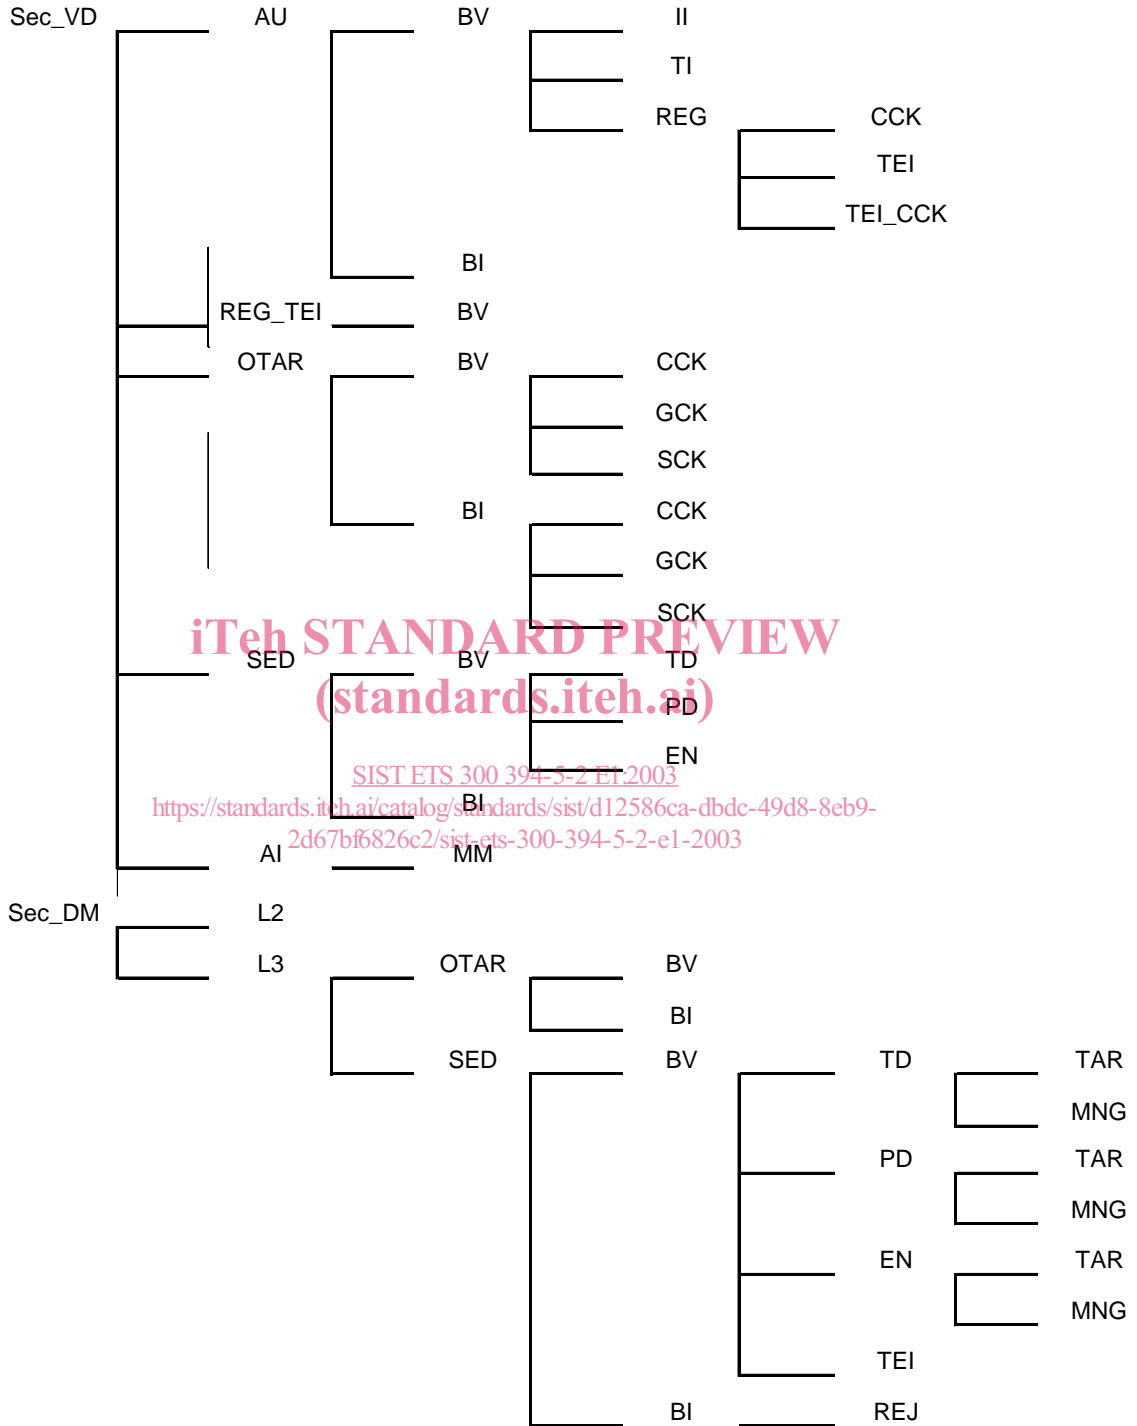 Sec_VD AU BV II
TI
REG CCK
TEI
TEI_CCK
BI
REG_TEI BV
OTAR BV CCK
GCK
SCK
BI CCK
GCK
SCK
iTeh STANDARD PREVIEW
SED BV TD
(standards.iteh.ai)
PD
EN
SIST ETS 300 394-5-2 E1:2003
BI
https://standards.iteh.ai/catalog/standards/sist/d12586ca-dbdc-49d8-8eb9-
2d67bf6826c2/sist-ets-300-394-5-2-e1-2003
AI MM
Sec_DM L2
L3 OTAR BV
BI
SED BV TD TAR
MNG
PD TAR
MNG
EN TAR
MNG
TEI
BI REJ